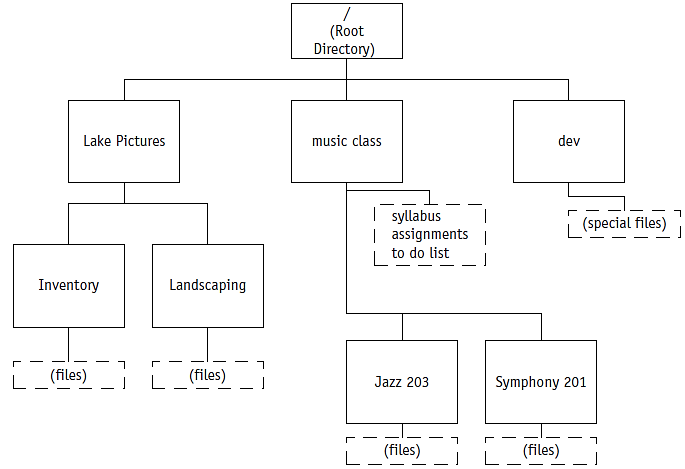 /
(Root
Directory)
Lake Pictures
music class
dev
syllabus
assignments
to do list
(special files)
Inventory
Landscaping
(files)
(files)
Jazz 203
Symphony 201
(files)
(files)